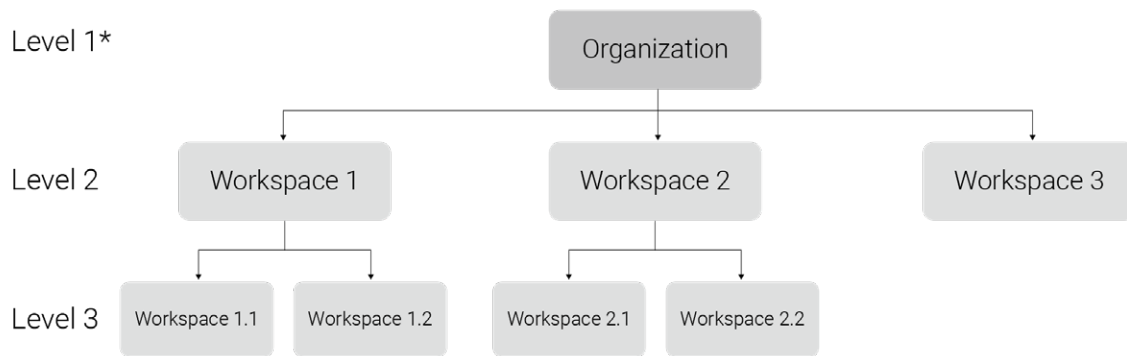 Level 1*
Organization
Level 2
Workspace 1
Workspace 2
Workspace 3
Level 3
Workspace 1.1
Workspace 1.2
Workspace 2.1
Workspace 2.2